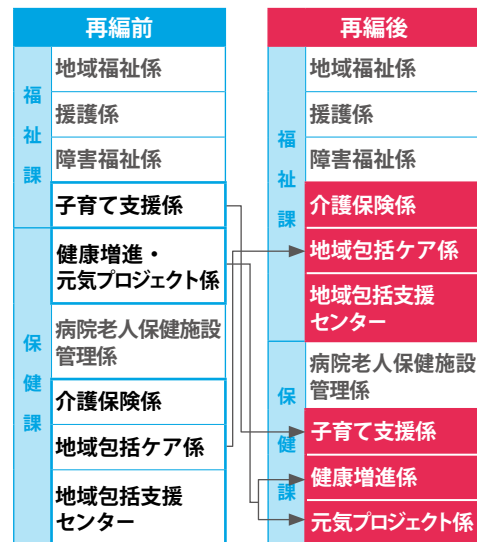 再編前
福祉課
地域福祉係
援護係
障害福祉係
子育て支援係
保健課
健康増進・
元気プロジェクト係
病院老人保健施設
管理係
介護保険係
地域包括ケア係
地域包括支援
センター
再編後
福祉課
地域福祉係
援護係
障害福祉係
介護保険係
地域包括ケア係
地域包括支援
センター
保健課
病院老人保健施設
管理係
子育て支援係
健康増進係
元気プロジェクト係